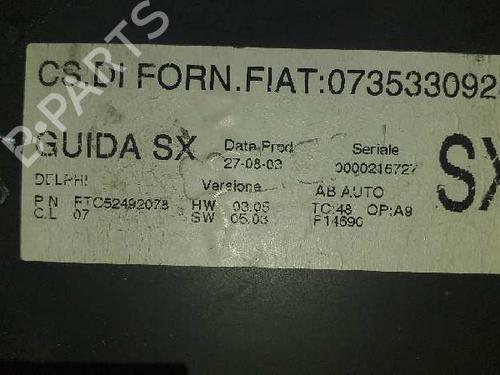 CS.DI FORN.FIAT:073533092
GUIDA SX Data Prod Seriale SX
27-08-03 0000216727
DELPHI Versione AB AUTO
P.N FTC52492078 HW 03.05 TC:48 OP:A9
C.L 07 SW 05.03 F14690
B-PARTS